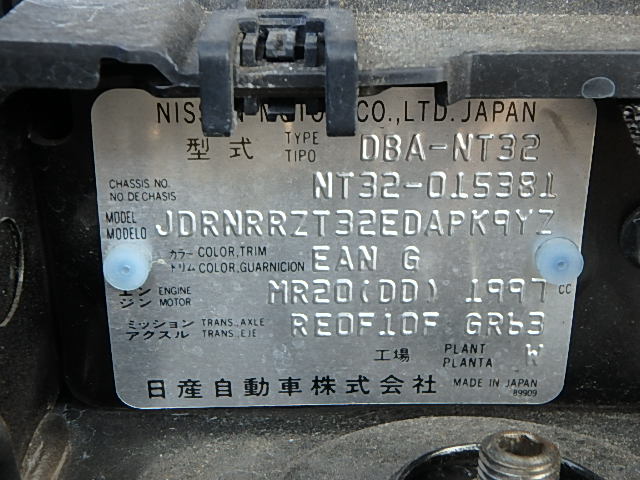 NISSAN MOTOR CO.,LTD. JAPAN
型式 TYPE TIPO DBA-NT32
CHASSIS NO. NO DE CHASIS NT32-015381
MODEL MODELO JDRNRRZT32EDAPK9YZ
カラー COLOR,TRIM
トリム COLOR,GUARNICION EAN G
エンジン ENGINE MOTOR MR20(DD) 1997 CC
ミッション TRANS.,AXLE
アクスル TRANS.,EJE RE0F10F GR63
工場 PLANT PLANTA W
日産自動車株式会社 MADE IN JAPAN
89909